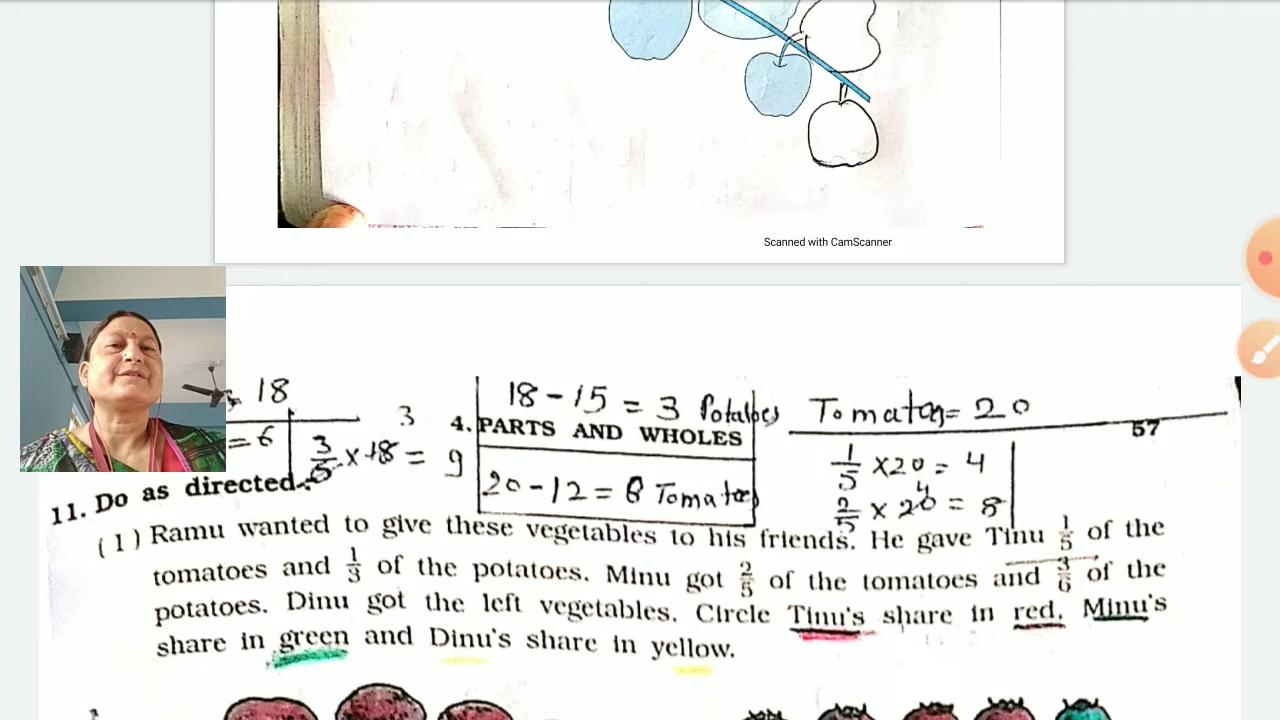 Scanned with CamScanner
= 18
= 6
3
3/5 x 18 = 9
18 - 15 = 3 Potatoes
4. PARTS AND WHOLES
20 - 12 = 8 Tomatoes
Tomatoes = 20
57
1/5 x 20 = 4
4
2/5 x 20 = 8
11. Do as directed.
(1) Ramu wanted to give these vegetables to his friends. He gave Tinu 1/5 of the
tomatoes and 1/3 of the potatoes. Minu got 2/5 of the tomatoes and 3/6 of the
potatoes. Dinu got the left vegetables. Circle Tinu's share in red. Minu's
share in green and Dinu's share in yellow.